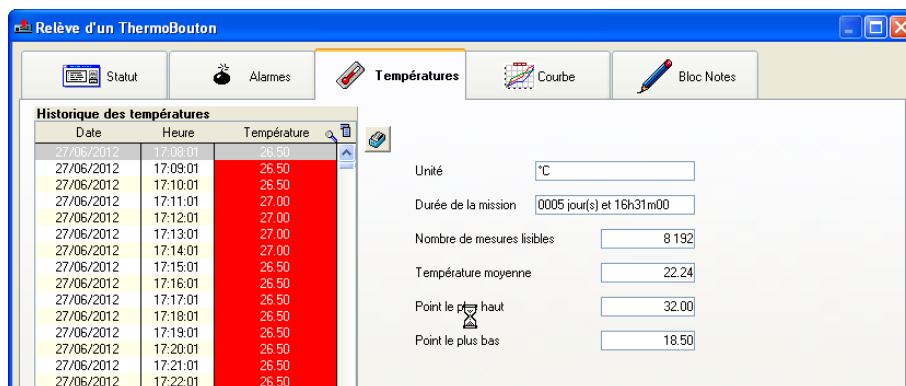 Relève d'un ThermoBouton
Statut Alarmes Températures Courbe Bloc Notes
Historique des températures
Date Heure Température
27/06/2012 17:08:01 26.50
27/06/2012 17:09:01 26.50
27/06/2012 17:10:01 26.50
27/06/2012 17:11:01 27.00
27/06/2012 17:12:01 27.00
27/06/2012 17:13:01 27.00
27/06/2012 17:14:01 27.00
27/06/2012 17:15:01 26.50
27/06/2012 17:16:01 26.50
27/06/2012 17:17:01 26.50
27/06/2012 17:18:01 26.50
27/06/2012 17:19:01 26.50
27/06/2012 17:20:01 26.50
27/06/2012 17:21:01 26.50
27/06/2012 17:22:01 26.50
Unité °C
Durée de la mission 0005 jour(s) et 16h31m00
Nombre de mesures lisibles 8 192
Température moyenne 22.24
Point le plus haut 32.00
Point le plus bas 18.50